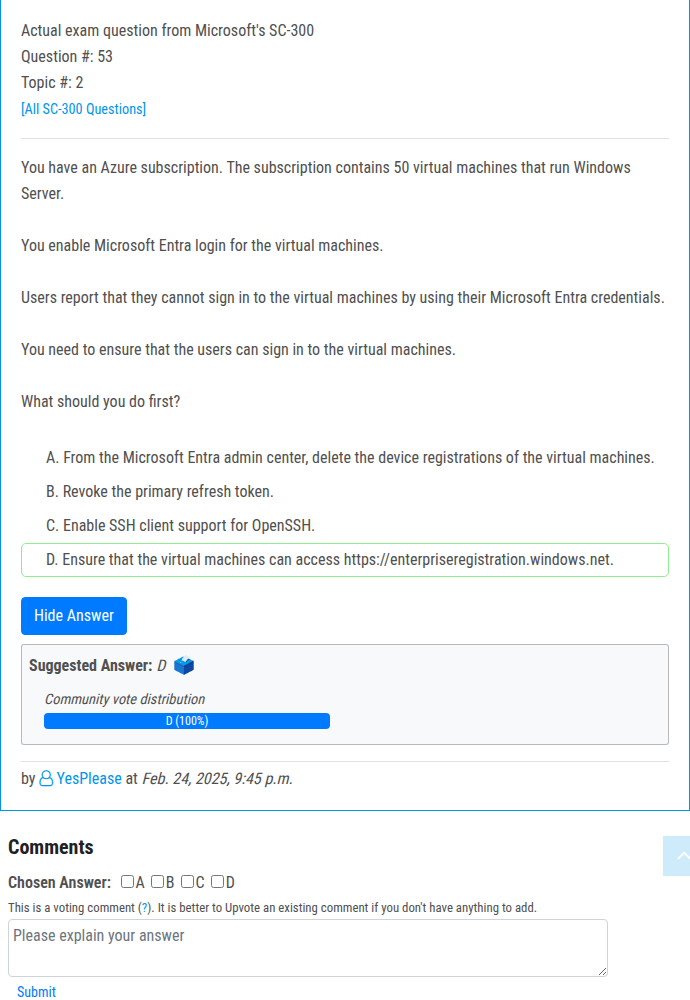 Actual exam question from Microsoft's SC-300
Question #: 53
Topic #: 2
[All SC-300 Questions]
You have an Azure subscription. The subscription contains 50 virtual machines that run Windows
Server.
You enable Microsoft Entra login for the virtual machines.
Users report that they cannot sign in to the virtual machines by using their Microsoft Entra credentials.
You need to ensure that the users can sign in to the virtual machines.
What should you do first?
A. From the Microsoft Entra admin center, delete the device registrations of the virtual machines.
B. Revoke the primary refresh token.
C. Enable SSH client support for OpenSSH.
D. Ensure that the virtual machines can access https://enterpriseregistration.windows.net.
Hide Answer
Suggested Answer: D
Community vote distribution
D (100%)
by YesPlease at Feb. 24, 2025, 9:45 p.m.
Comments
Chosen Answer: A B C D
This is a voting comment (?). It is better to Upvote an existing comment if you don't have anything to add.
Please explain your answer
Submit